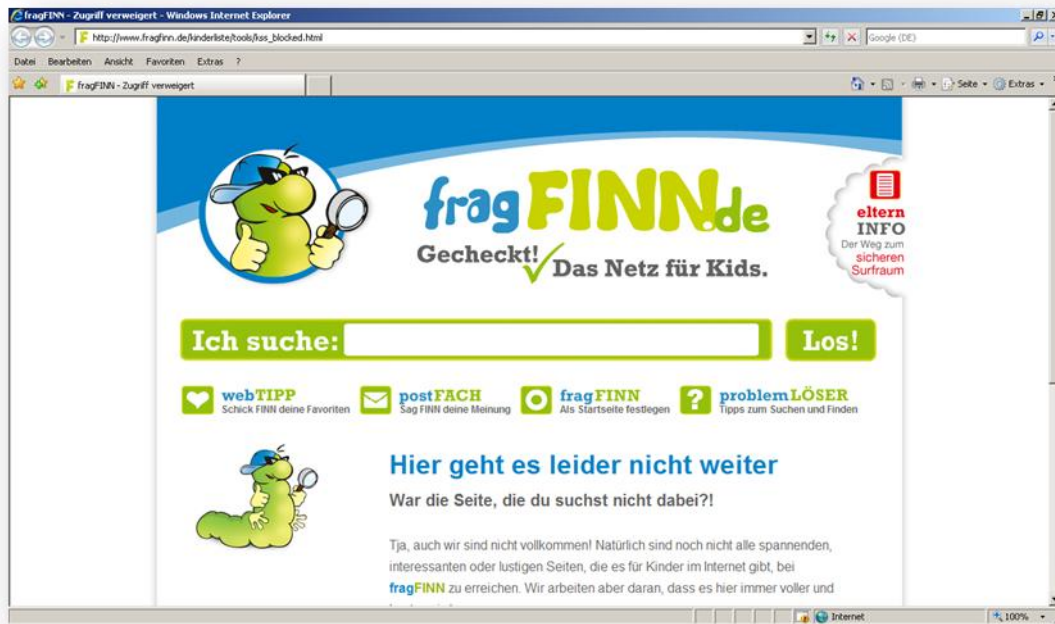 fragFINN - Zugriff verweigert - Windows Internet Explorer
http://www.fragfinn.de/kinderliste/tools/kss_blocked.html
Google (DE)
Datei Bearbeiten Ansicht Favoriten Extras ?
fragFINN - Zugriff verweigert
Seite
Extras
fragFINN.de
Gecheckt! Das Netz für Kids.
eltern
INFO
Der Weg zum
sicheren
Surfraum
Ich suche:
Los!
webTIPP
Schick FINN deine Favoriten
postFACH
Sag FINN deine Meinung
fragFINN
Als Startseite festlegen
problemLÖSER
Tipps zum Suchen und Finden
Hier geht es leider nicht weiter
War die Seite, die du suchst nicht dabei?!
Tja, auch wir sind nicht vollkommen! Natürlich sind noch nicht alle spannenden,
interessanten oder lustigen Seiten, die es für Kinder im Internet gibt, bei
fragFINN zu erreichen. Wir arbeiten aber daran, dass es hier immer voller und
Internet
100%